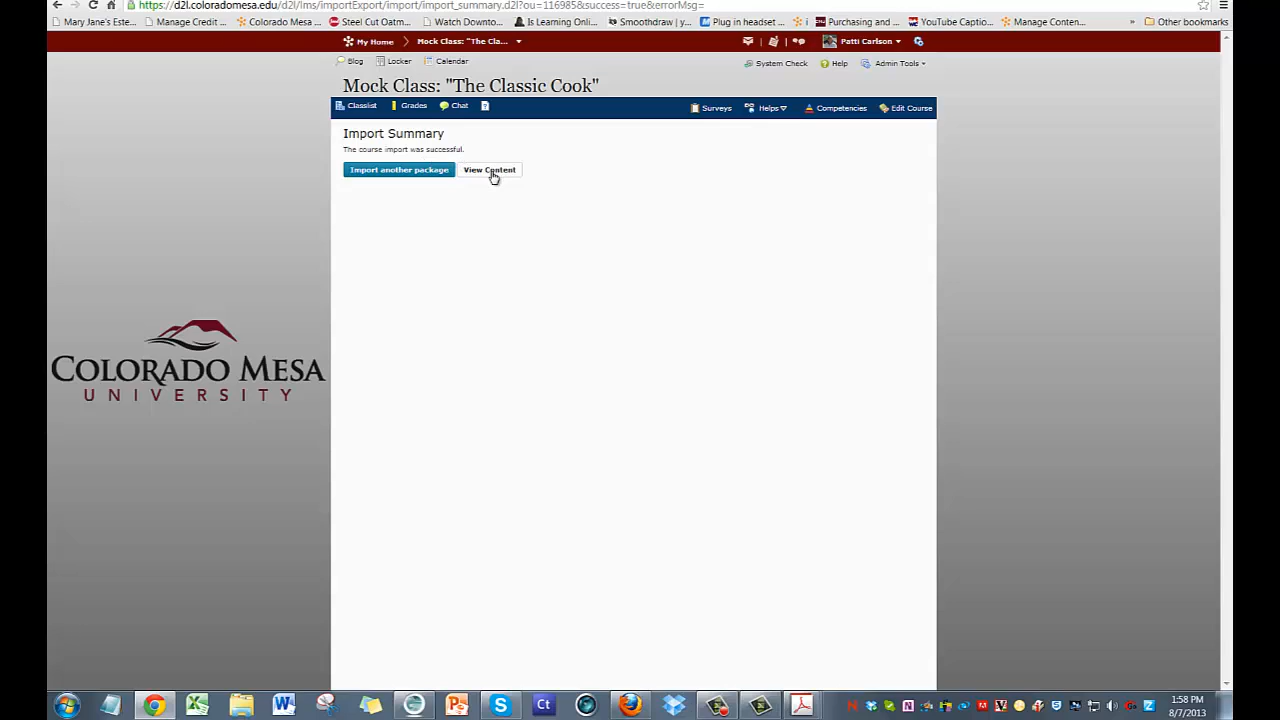 https://d2l.coloradomesa.edu/d2l/lms/importExport/import/import_summary.d2l?ou=116985&success=true&errorMsg=
Mary Jane's Este... Manage Credit ... Colorado Mesa ... Steel Cut Oatm... Watch Downto... Is Learning Onli... Smoothdraw | y... Plug in headset ... i Purchasing and ... YouTube Captio... Manage Conten... » Other bookmarks
My Home Mock Class: "The Cla... Patti Carlson
Blog Locker Calendar System Check Help Admin Tools
Mock Class: "The Classic Cook"
Classlist Grades Chat Surveys Helps Competencies Edit Course
Import Summary
The course import was successful.
Import another package View Content
COLORADO MESA
UNIVERSITY
1:58 PM
8/7/2013